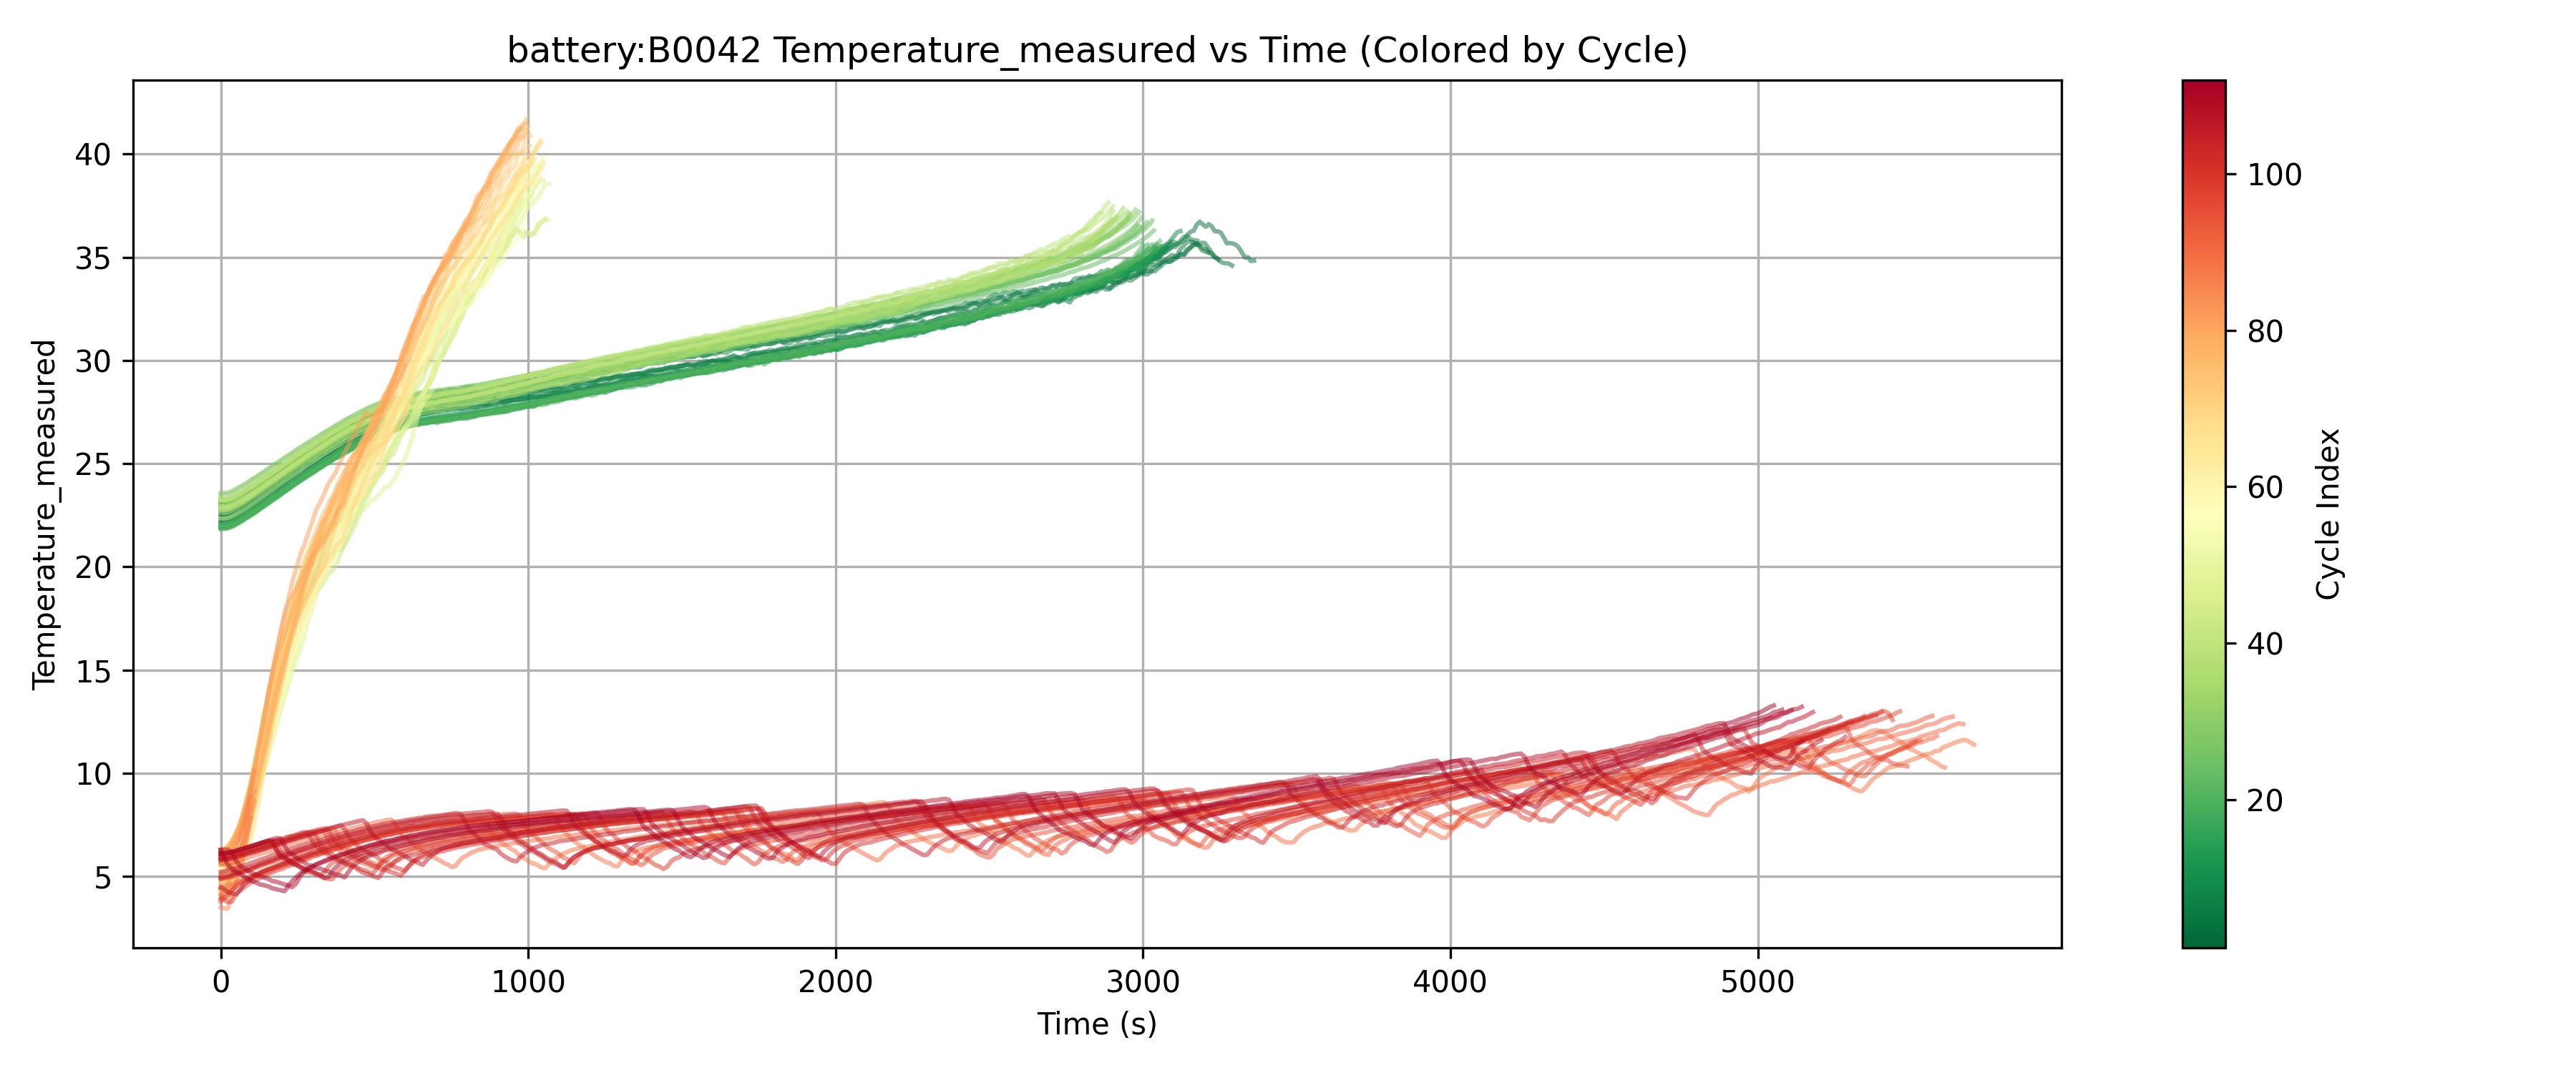 battery:B0042 Temperature_measured vs Time (Colored by Cycle)
Temperature_measured
40
35
30
25
20
15
10
5
0 1000 2000 3000 4000 5000
Time (s)
100
80
60
40
20
Cycle Index